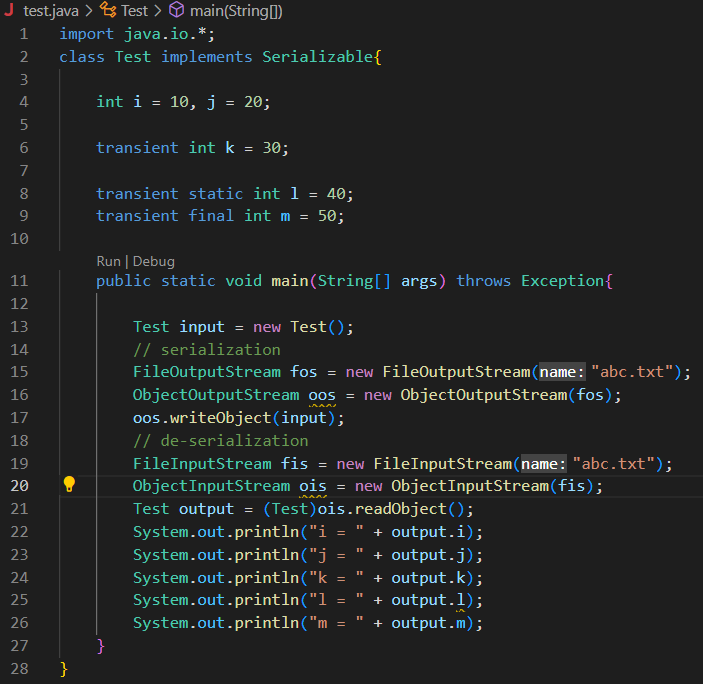 J test.java > Test > main(String[])
1 import java.io.*;
2 class Test implements Serializable{
3
4 int i = 10, j = 20;
5
6 transient int k = 30;
7
8 transient static int l = 40;
9 transient final int m = 50;
10
Run | Debug
11 public static void main(String[] args) throws Exception{
12
13 Test input = new Test();
14 // serialization
15 FileOutputStream fos = new FileOutputStream(name: "abc.txt");
16 ObjectOutputStream oos = new ObjectOutputStream(fos);
17 oos.writeObject(input);
18 // de-serialization
19 FileInputStream fis = new FileInputStream(name: "abc.txt");
20 ObjectInputStream ois = new ObjectInputStream(fis);
21 Test output = (Test)ois.readObject();
22 System.out.println("i = " + output.i);
23 System.out.println("j = " + output.j);
24 System.out.println("k = " + output.k);
25 System.out.println("l = " + output.l);
26 System.out.println("m = " + output.m);
27 }
28 }